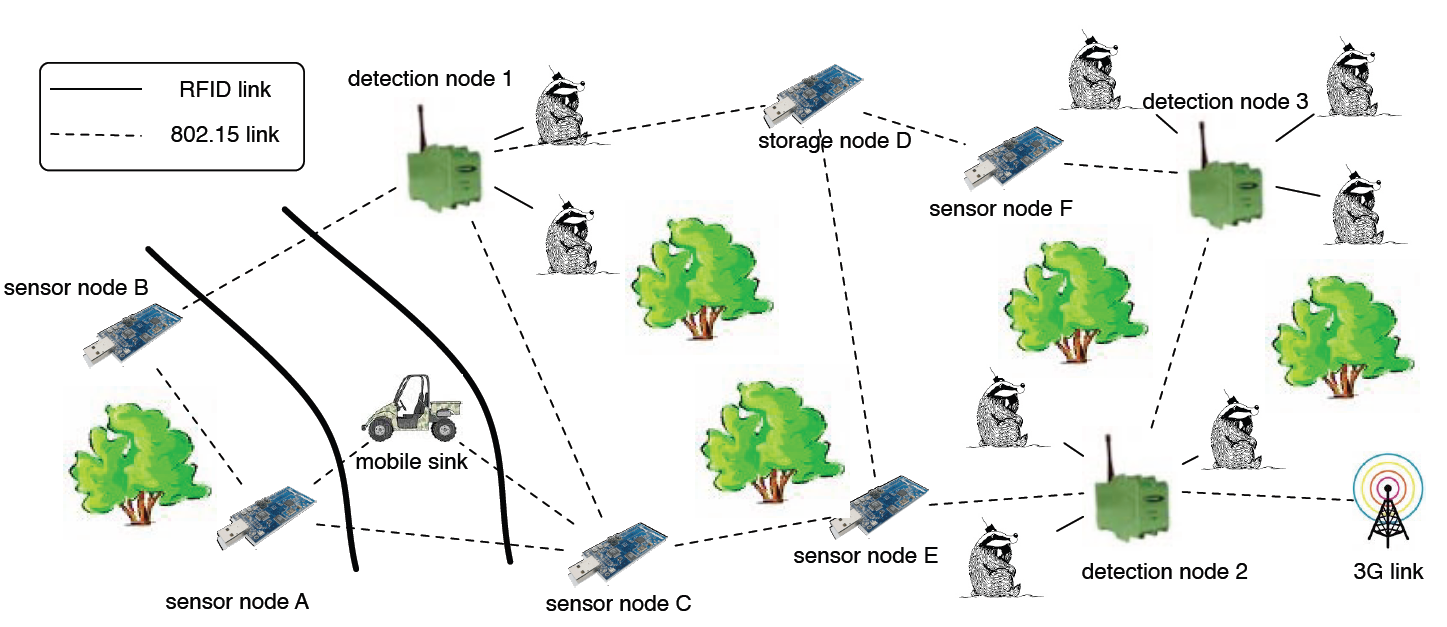 RFID link
802.15 link
detection node 1
storage node D
detection node 3
sensor node F
sensor node B
mobile sink
sensor node A
sensor node C
sensor node E
detection node 2
3G link